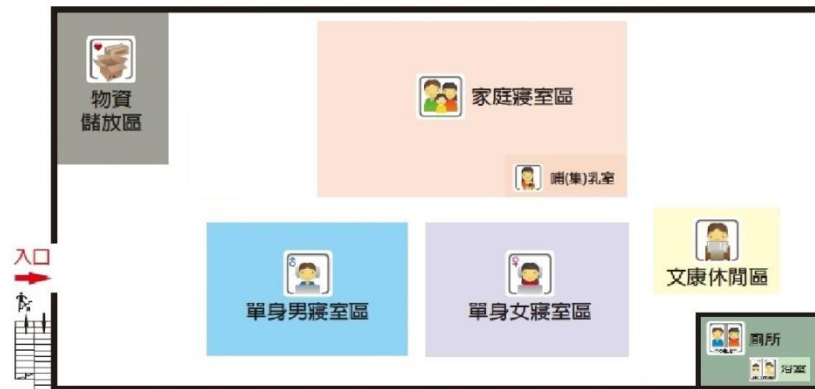 物資
儲放區
家庭寢室區
哺(集)乳室
入口
單身男寢室區
單身女寢室區
文康休閒區
TOILET
廁所
浴室